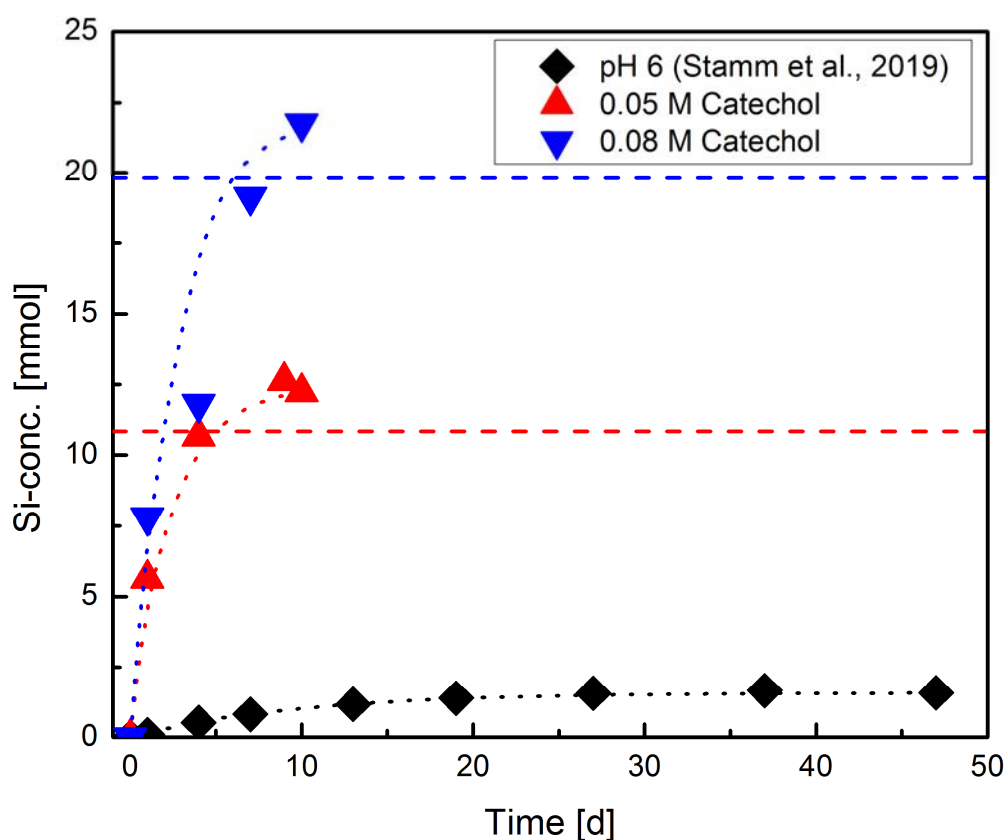 25
20
15
10
5
0
Si-conc. [mmol]
pH 6 (Stamm et al., 2019)
0.05 M Catechol
0.08 M Catechol
0 10 20 30 40 50
Time [d]